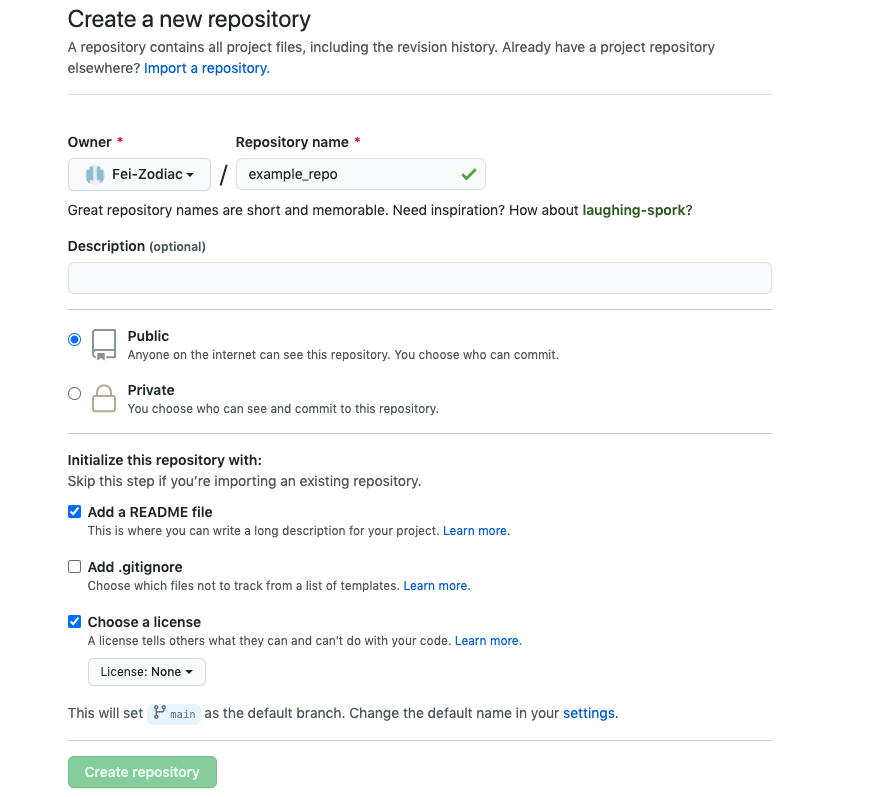 Create a new repository
A repository contains all project files, including the revision history. Already have a project repository
elsewhere? Import a repository.
Owner * Repository name *
Fei-Zodiac / example_repo
Great repository names are short and memorable. Need inspiration? How about laughing-spork?
Description (optional)
Public
Anyone on the internet can see this repository. You choose who can commit.
Private
You choose who can see and commit to this repository.
Initialize this repository with:
Skip this step if you’re importing an existing repository.
Add a README file
This is where you can write a long description for your project. Learn more.
Add .gitignore
Choose which files not to track from a list of templates. Learn more.
Choose a license
A license tells others what they can and can't do with your code. Learn more.
License: None
This will set main as the default branch. Change the default name in your settings.
Create repository